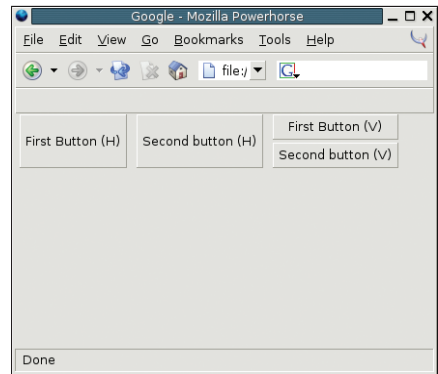 Google - Mozilla Powerhorse
File Edit View Go Bookmarks Tools Help
file:/
G
First Button (H) Second button (H) First Button (V)
Second button (V)
Done